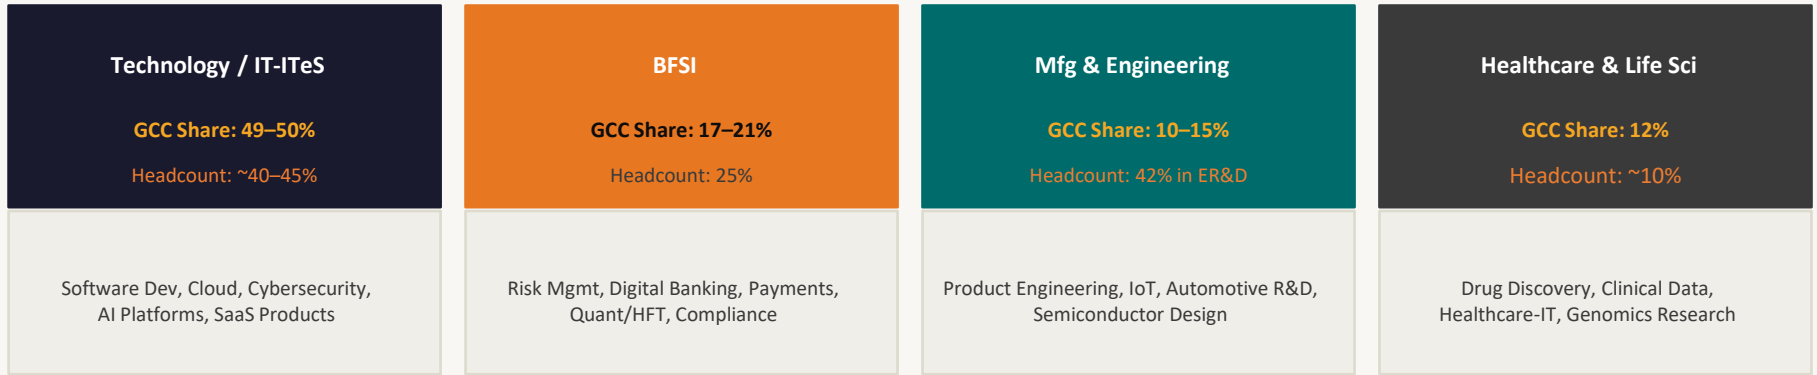 Technology / IT-ITeS
GCC Share: 49–50%
Headcount: ~40–45%
Software Dev, Cloud, Cybersecurity,
AI Platforms, SaaS Products
BFSI
GCC Share: 17–21%
Headcount: 25%
Risk Mgmt, Digital Banking, Payments,
Quant/HFT, Compliance
Mfg & Engineering
GCC Share: 10–15%
Headcount: 42% in ER&D
Product Engineering, IoT, Automotive R&D,
Semiconductor Design
Healthcare & Life Sci
GCC Share: 12%
Headcount: ~10%
Drug Discovery, Clinical Data,
Healthcare-IT, Genomics Research